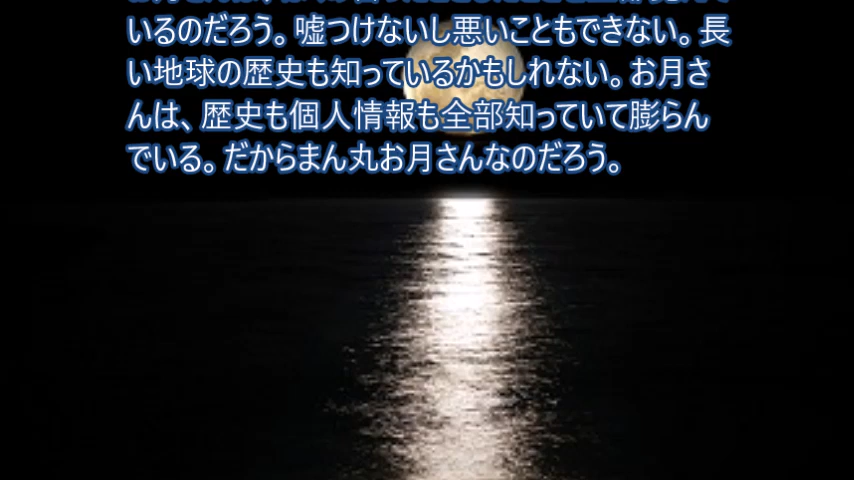 いるのだろう。嘘つけないし悪いこともできない。長
い地球の歴史も知っているかもしれない。お月さ
んは、歴史も個人情報も全部知っていて膨らん
でいる。だからまん丸お月さんなのだろう。